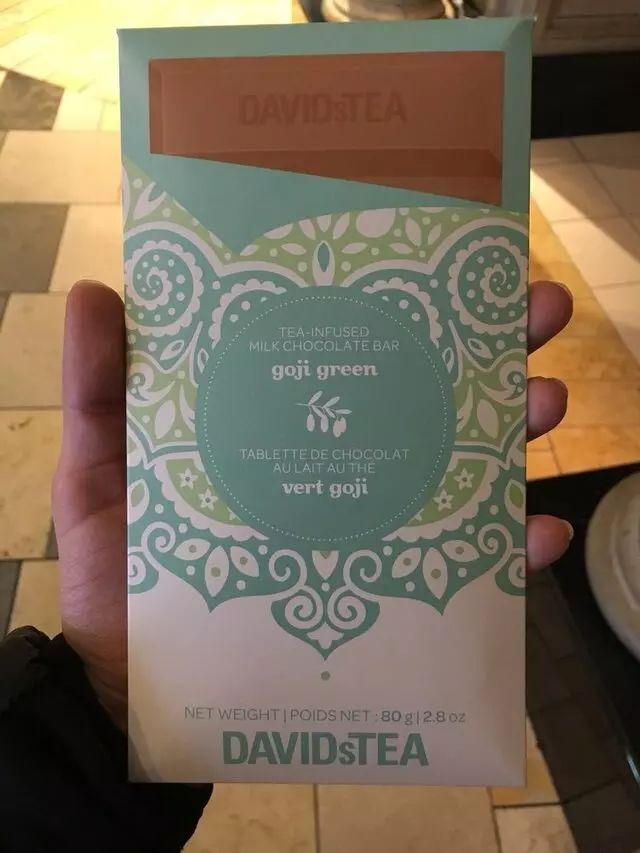 DAVIDsTEA
TEA-INFUSED
MILK CHOCOLATE BAR
goji green
TABLETTE DE CHOCOLAT
AU LAIT AU THÉ
vert goji
NET WEIGHT | POIDS NET : 80 g | 2.8 oz
DAVIDsTEA